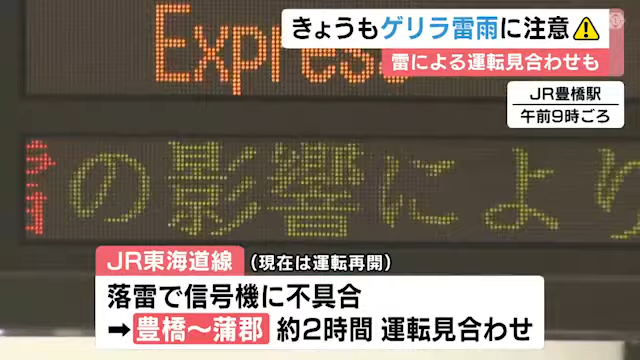 きょうもゲリラ雷雨に注意⚠
雷による運転見合わせも
JR豊橋駅
午前9時ごろ
Express
の影響により
JR東海道線 (現在は運転再開)
落雷で信号機に不具合
➡豊橋～蒲郡 約2時間 運転見合わせ